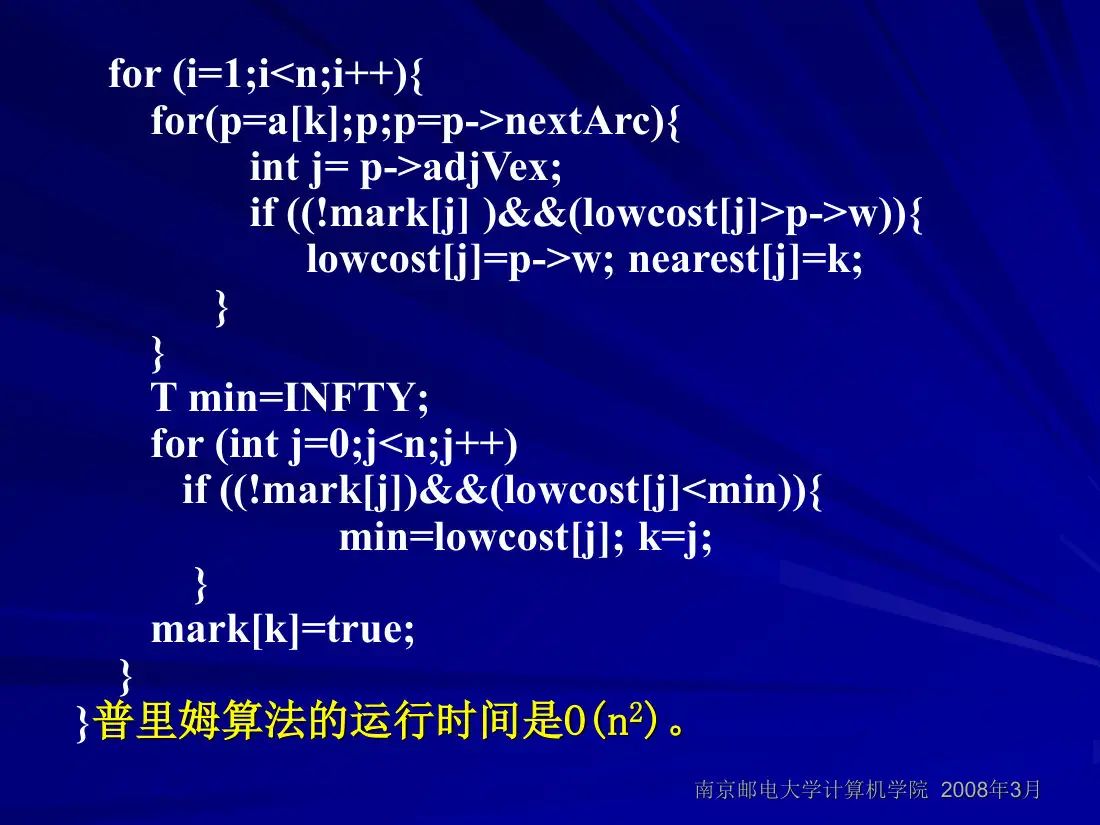 for (i=1;i<n;i++){
for(p=a[k];p;p=p->nextArc){
int j= p->adjVex;
if ((!mark[j] )&&(lowcost[j]>p->w)){
lowcost[j]=p->w; nearest[j]=k;
}
}
T min=INFTY;
for (int j=0;j<n;j++)
if ((!mark[j])&&(lowcost[j]<min)){
min=lowcost[j]; k=j;
}
mark[k]=true;
}
}普里姆算法的运行时间是O(n²)。
南京邮电大学计算机学院 2008年3月